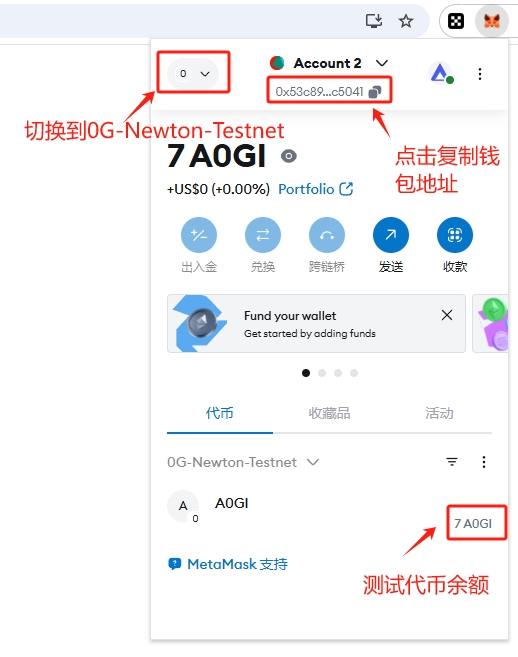 0
Account 2
0x53c89...c5041
切换到0G-Newton-Testnet
点击复制钱
包地址
7 A0GI
+US$0 (+0.00%) Portfolio
出入金 兑换 跨链桥 发送 收款
Fund your wallet
Get started by adding funds
代币 收藏品 活动
0G-Newton-Testnet
A
0
A0GI
7 A0GI
MetaMask 支持
测试代币余额